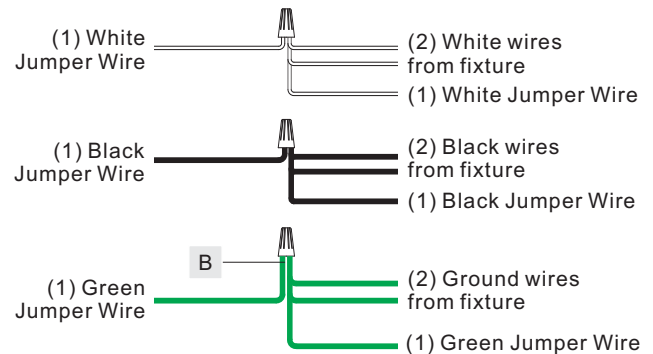 (1) White
Jumper Wire
(2) White wires
from fixture
(1) White Jumper Wire
(1) Black
Jumper Wire
(2) Black wires
from fixture
(1) Black Jumper Wire
B
(1) Green
Jumper Wire
(2) Ground wires
from fixture
(1) Green Jumper Wire